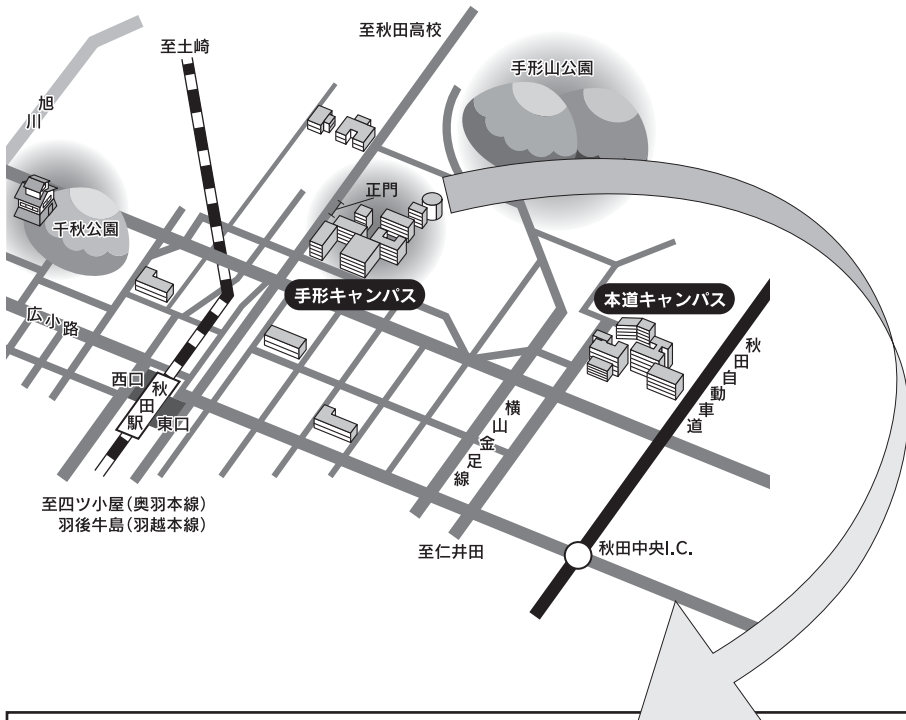 至秋田高校
至土崎
手形山公園
旭川
正門
千秋公園
手形キャンパス
本道キャンパス
広小路
秋田自動車道
西口
秋田駅
東口
横山金足線
至四ツ小屋(奥羽本線)
羽後牛島(羽越本線)
至仁井田
秋田中央I.C.